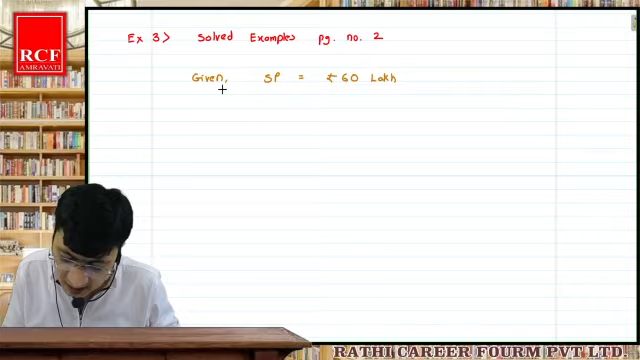 RCF
AMRAVATI
Ex 3> Solved Examples pg. no. 2
Given, SP = ₹ 60 Lakh
RATHI CAREER FOURM PVT LTD.